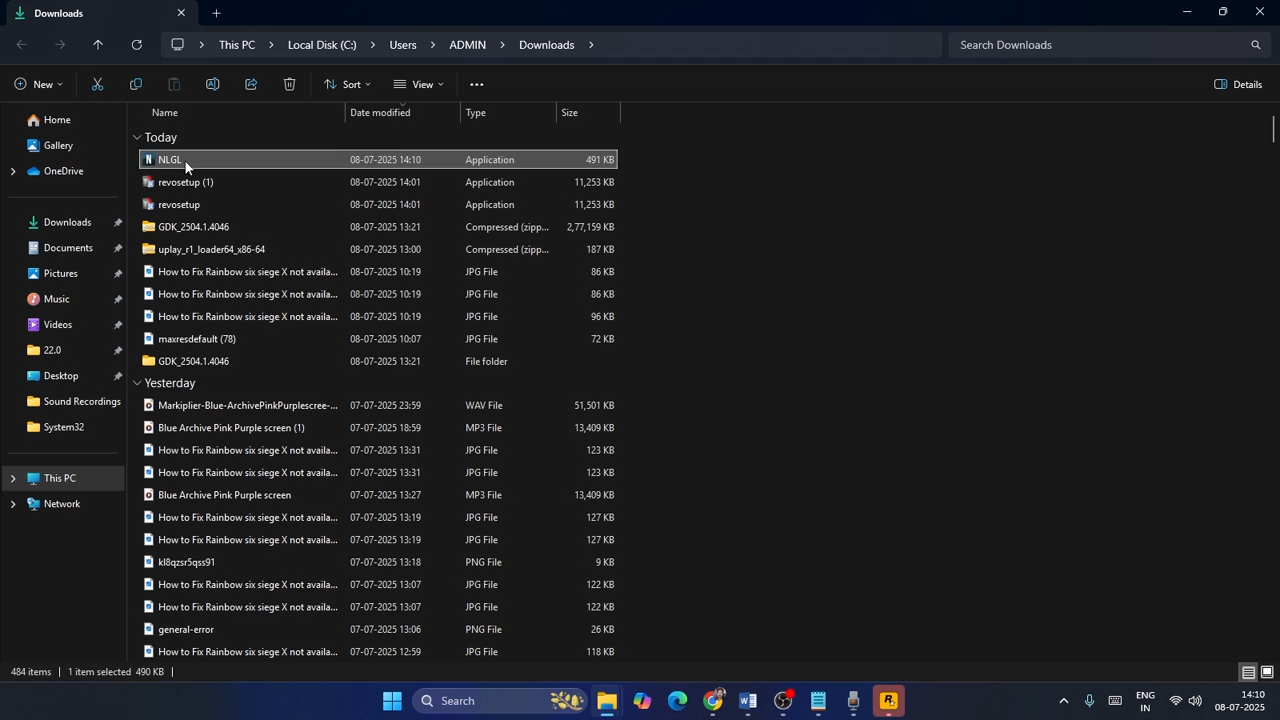 Downloads
This PC
Local Disk (C:)
Users
ADMIN
Downloads
Search Downloads
New
Sort
View
Details
Name
Date modified
Type
Size
Home
Gallery
OneDrive
Downloads
Documents
Pictures
Music
Videos
22.0
Desktop
Sound Recordings
System32
This PC
Network
Today
NLGL 08-07-2025 14:10 Application 491 KB
revosetup (1) 08-07-2025 14:01 Application 11,253 KB
revosetup 08-07-2025 14:01 Application 11,253 KB
GDK_2504.1.4046 08-07-2025 13:21 Compressed (zipp... 2,77,159 KB
uplay_r1_loader64_x86-64 08-07-2025 13:00 Compressed (zipp... 187 KB
How to Fix Rainbow six siege X not availa... 08-07-2025 10:19 JPG File 86 KB
How to Fix Rainbow six siege X not availa... 08-07-2025 10:19 JPG File 86 KB
How to Fix Rainbow six siege X not availa... 08-07-2025 10:19 JPG File 96 KB
maxresdefault (78) 08-07-2025 10:07 JPG File 72 KB
GDK_2504.1.4046 08-07-2025 13:21 File folder
Yesterday
Markiplier-Blue-ArchivePinkPurplescree-... 07-07-2025 23:59 WAV File 51,501 KB
Blue Archive Pink Purple screen (1) 07-07-2025 18:59 MP3 File 13,409 KB
How to Fix Rainbow six siege X not availa... 07-07-2025 13:31 JPG File 123 KB
How to Fix Rainbow six siege X not availa... 07-07-2025 13:31 JPG File 123 KB
Blue Archive Pink Purple screen 07-07-2025 13:27 MP3 File 13,409 KB
How to Fix Rainbow six siege X not availa... 07-07-2025 13:19 JPG File 127 KB
How to Fix Rainbow six siege X not availa... 07-07-2025 13:19 JPG File 127 KB
kl8qzsr5qss91 07-07-2025 13:18 PNG File 9 KB
How to Fix Rainbow six siege X not availa... 07-07-2025 13:07 JPG File 122 KB
How to Fix Rainbow six siege X not availa... 07-07-2025 13:07 JPG File 122 KB
general-error 07-07-2025 13:06 PNG File 26 KB
How to Fix Rainbow six siege X not availa... 07-07-2025 12:59 JPG File 118 KB
484 items 1 item selected 490 KB
Search
ENG
IN
14:10
08-07-2025